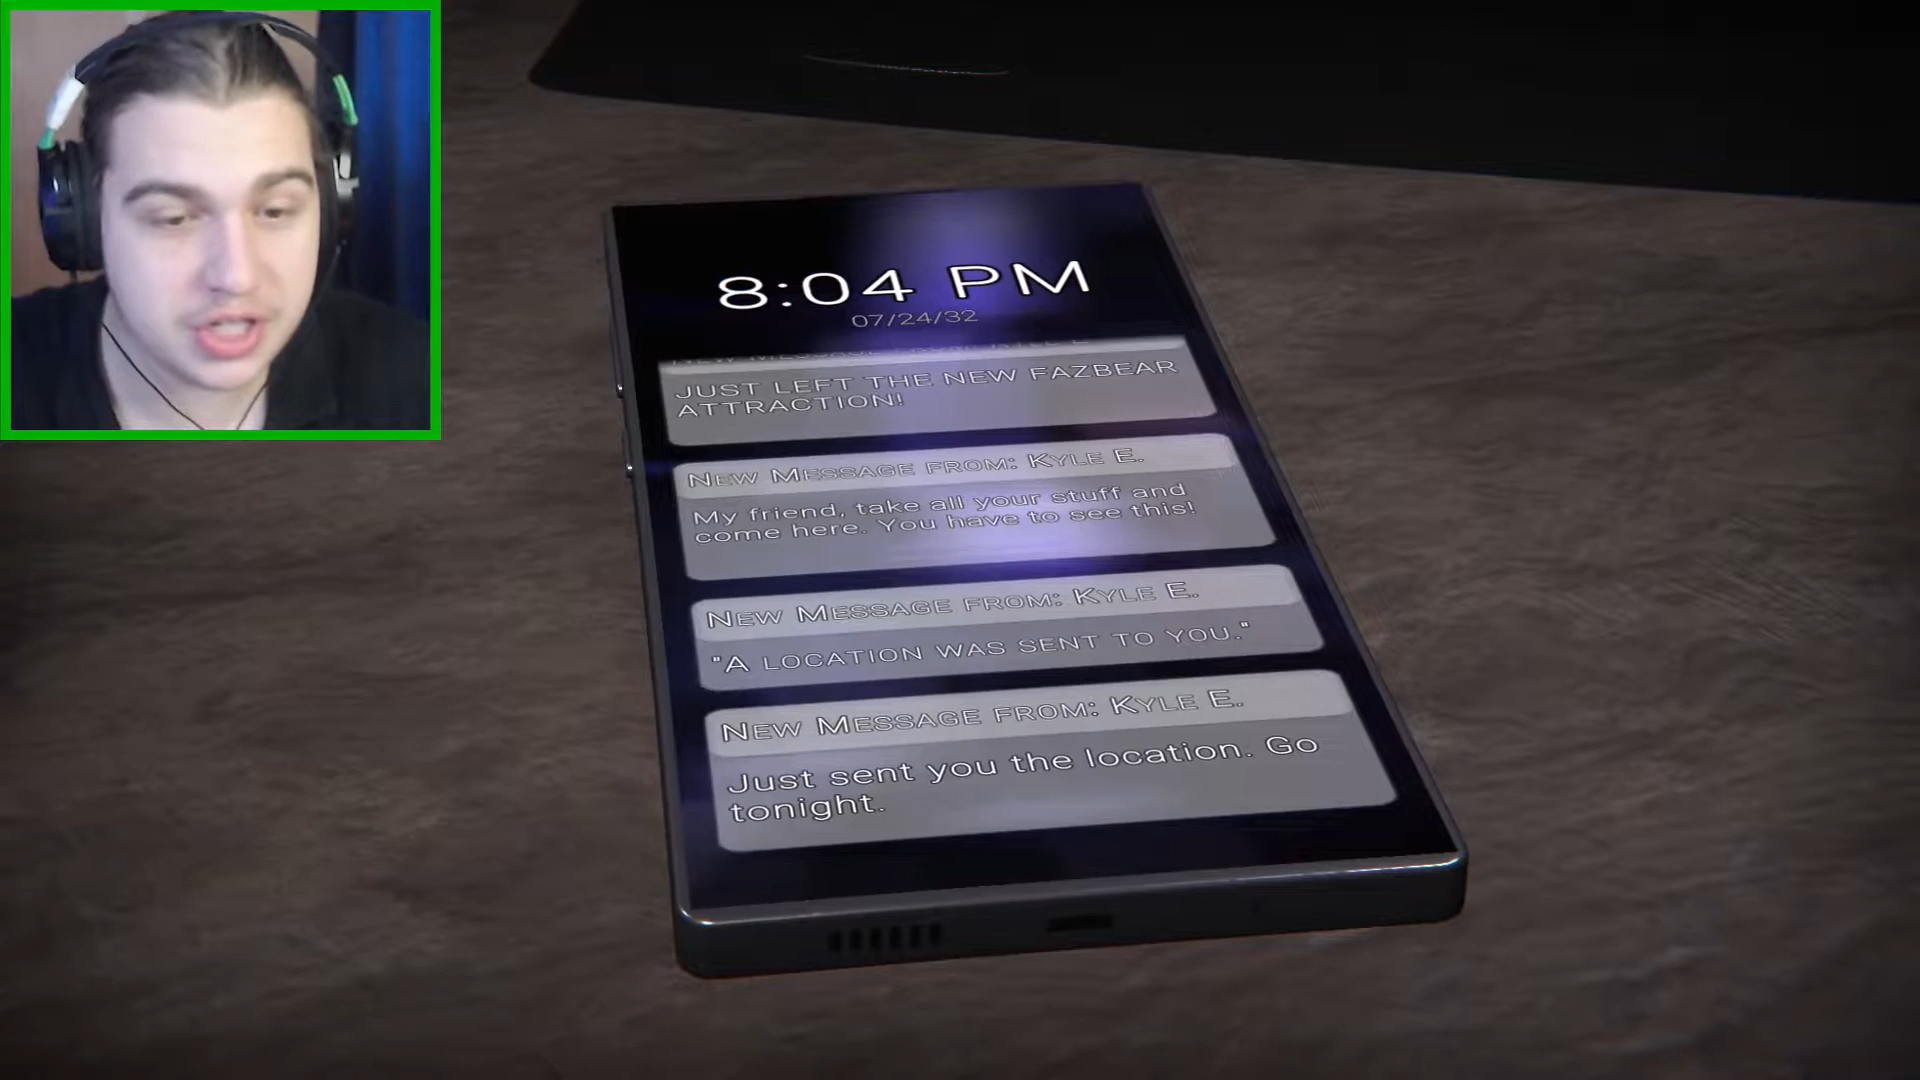 8:04 PM
07/24/32
JUST LEFT THE NEW FAZBEAR
ATTRACTION!
NEW MESSAGE FROM: KYLE E.
My friend, take all your stuff and
come here. You have to see this!
NEW MESSAGE FROM: KYLE E.
"A LOCATION WAS SENT TO YOU."
NEW MESSAGE FROM: KYLE E.
Just sent you the location. Go
tonight.